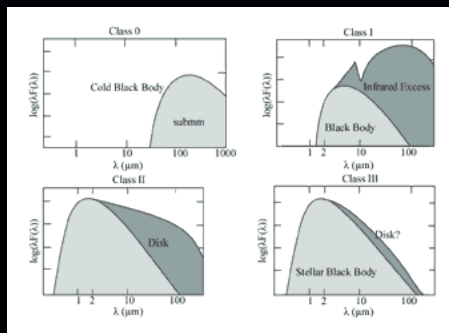 Class 0
log(λF(λ))
Cold Black Body
submm
1 10 100 1000
λ (µm)
Class I
log(λF(λ))
Infrared Excess
Black Body
1 2 10 100
λ (µm)
Class II
log(λF(λ))
Disk
1 2 10 100
λ (µm)
Class III
log(λF(λ))
Disk?
Stellar Black Body
1 2 10 100
λ (µm)